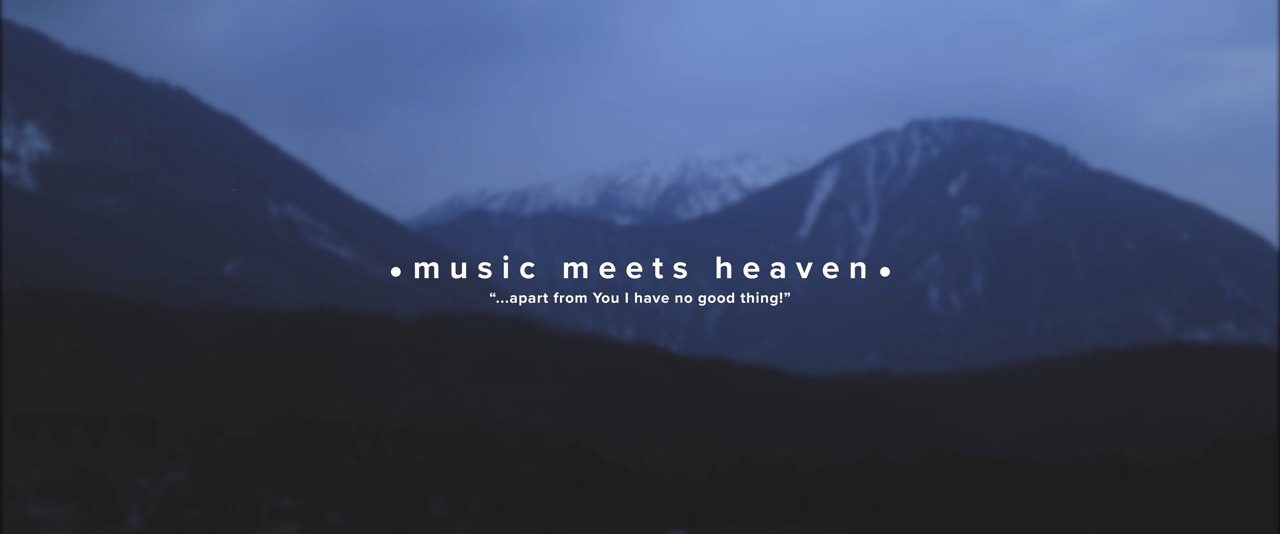 • music meets heaven •
“...apart from You I have no good thing!”